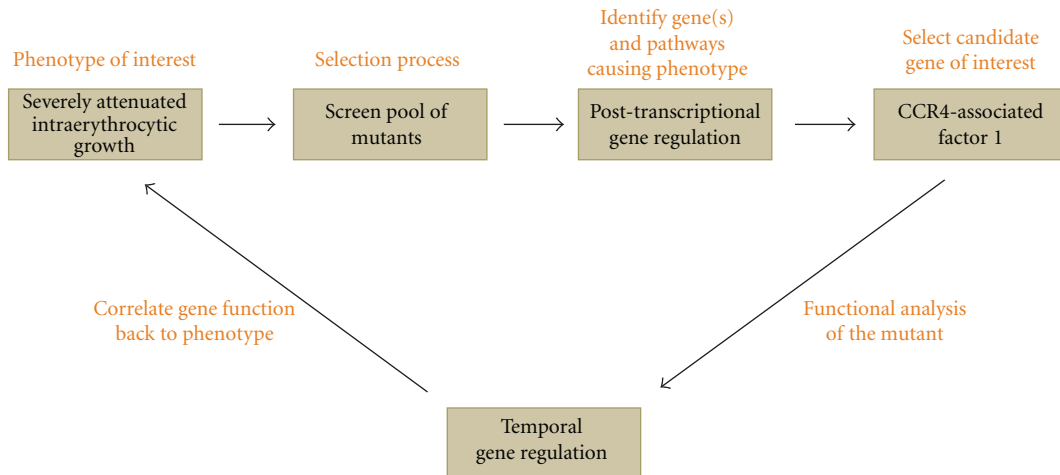 Phenotype of interest
Severely attenuated
intraerythrocytic
growth
Selection process
Screen pool of
mutants
Identify gene(s)
and pathways
causing phenotype
Post-transcriptional
gene regulation
Select candidate
gene of interest
CCR4-associated
factor 1
Correlate gene function
back to phenotype
Functional analysis
of the mutant
Temporal
gene regulation